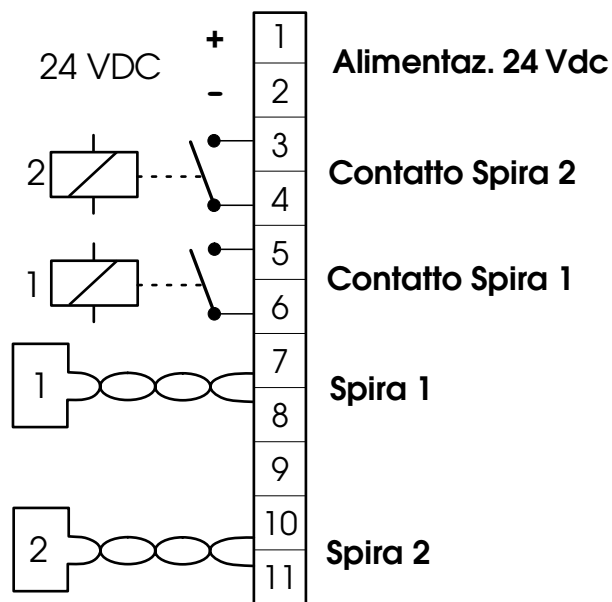 + 1
24 VDC Alimentaz. 24 Vdc
- 2
3
2 Contatto Spira 2
4
5
1 Contatto Spira 1
6
7
1 Spira 1
8
9
10
2 Spira 2
11